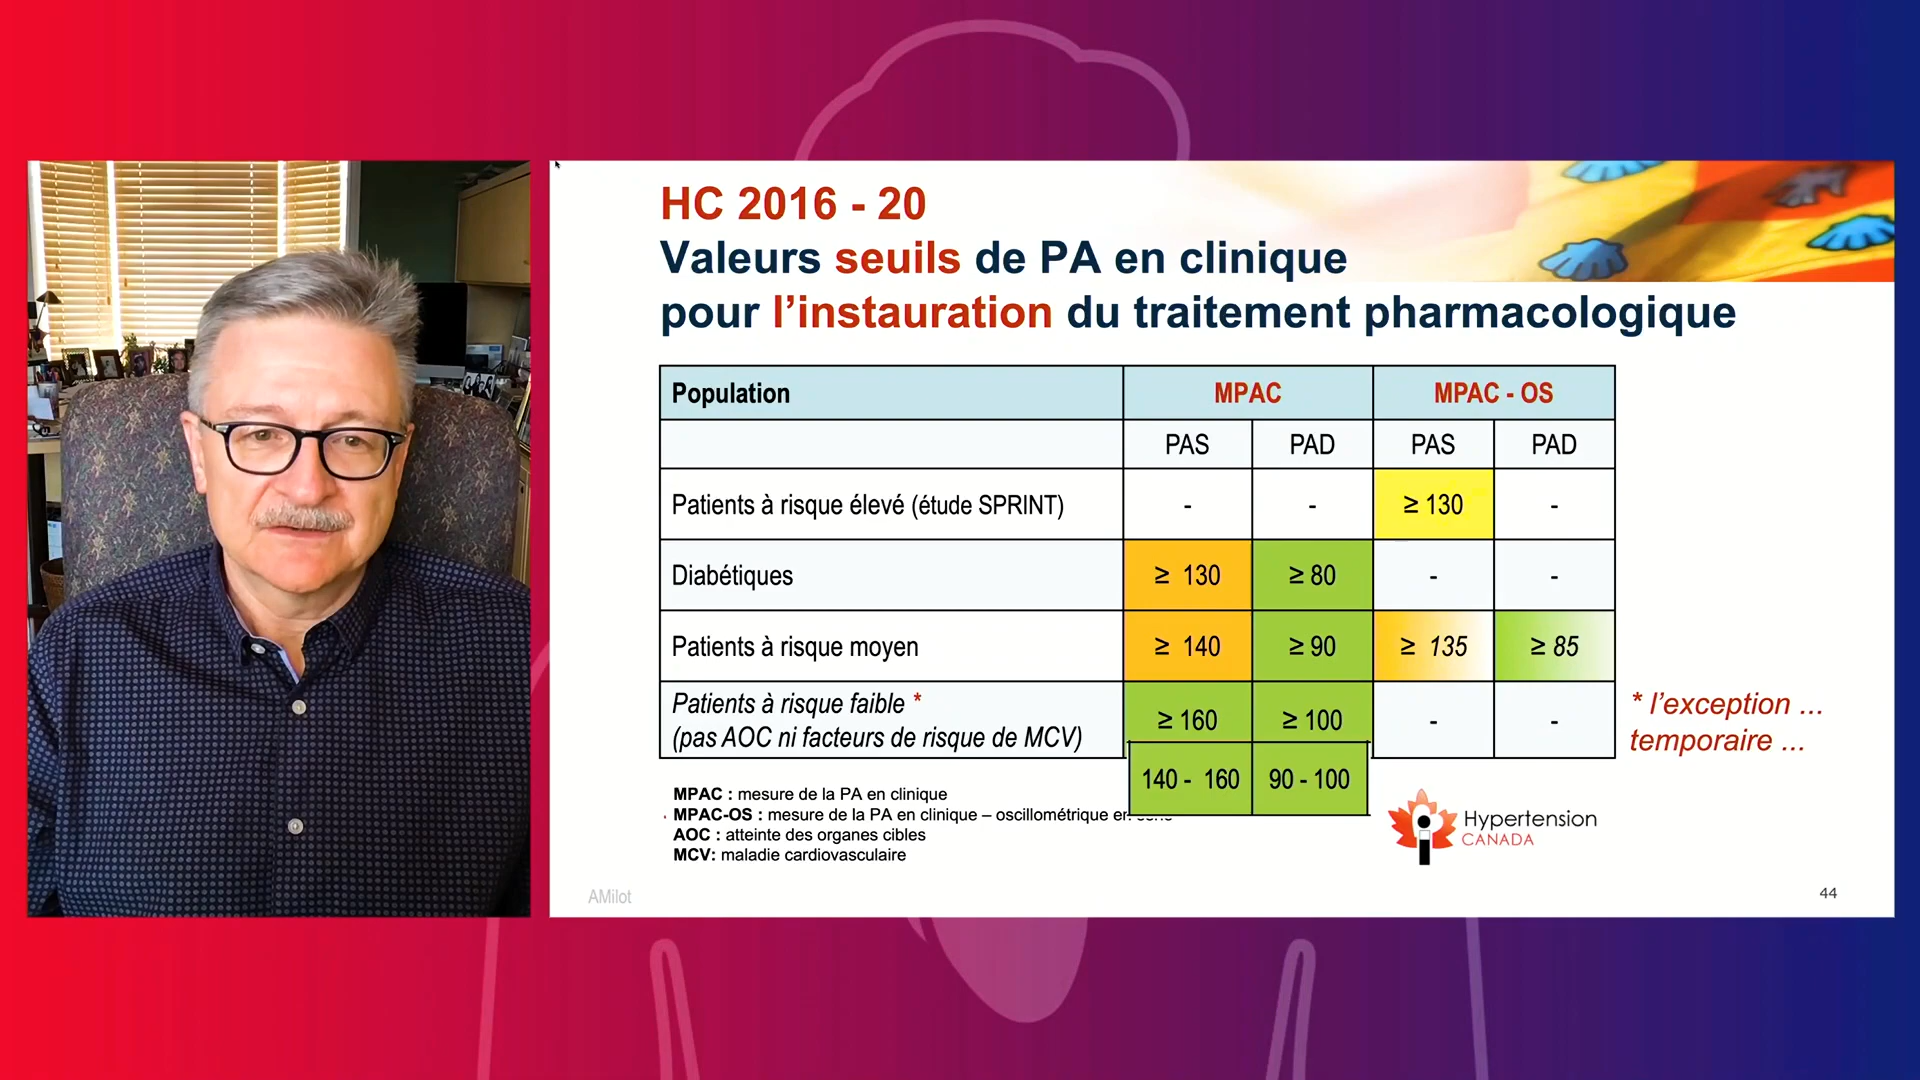 HC 2016 - 20
Valeurs seuils de PA en clinique
pour l'instauration du traitement pharmacologique
Population MPAC MPAC - OS
PAS PAD PAS PAD
Patients à risque élevé (étude SPRINT) - - ≥ 130 -
Diabétiques ≥ 130 ≥ 80 - -
Patients à risque moyen ≥ 140 ≥ 90 ≥ 135 ≥ 85
Patients à risque faible * ≥ 160 ≥ 100 - -
(pas AOC ni facteurs de risque de MCV)
* l'exception ...
temporaire ...
140 - 160 90 - 100
MPAC : mesure de la PA en clinique
MPAC-OS : mesure de la PA en clinique – oscillométrique
AOC : atteinte des organes cibles
MCV: maladie cardiovasculaire
Hypertension
CANADA
AMilot
44